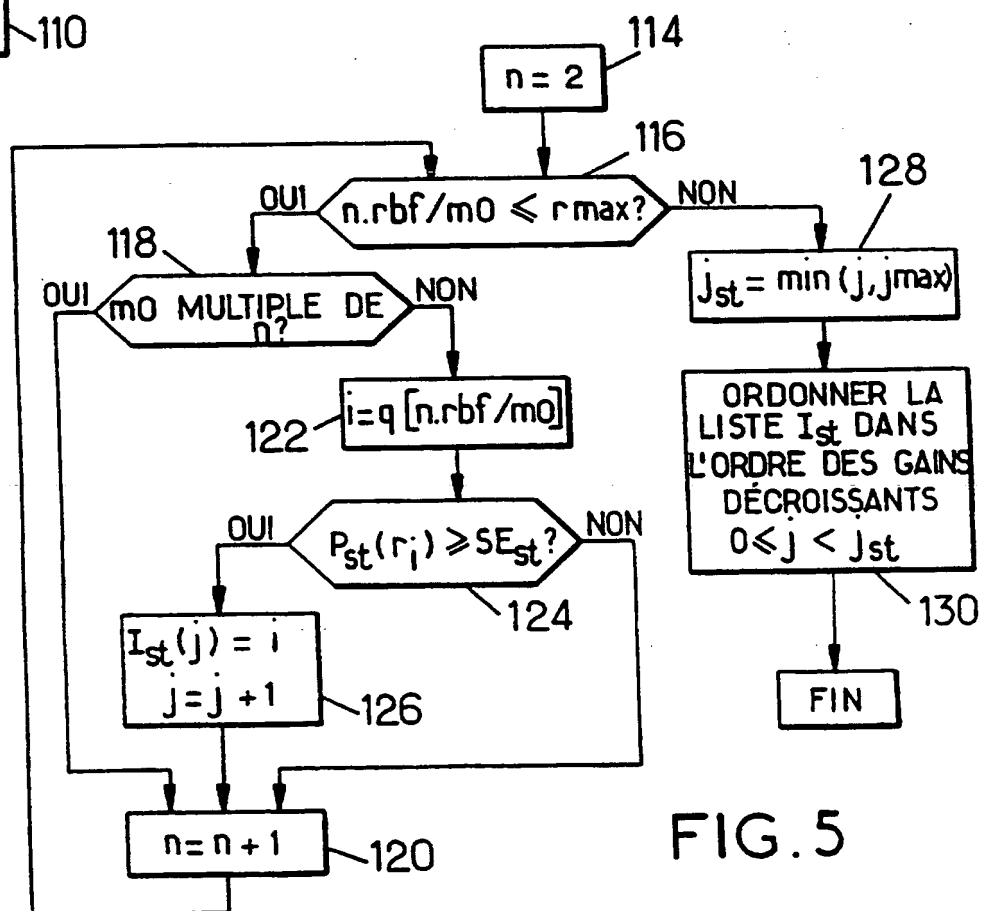 110
114
n = 2
116
OUI
n.rbf/m0 ⩽ rmax?
NON
128
118
OUI
m0 MULTIPLE DE
n?
NON
jst = min (j, jmax)
122
i=q [n.rbf/m0]
ORDONNER LA
LISTE Ist DANS
L'ORDRE DES GAINS
DÉCROISSANTS
0⩽j < jst
130
OUI
Pst(ri) ⩾ SEst?
NON
124
Ist(j) = i
j=j +1
126
FIN
n=n+1
120
FIG.5